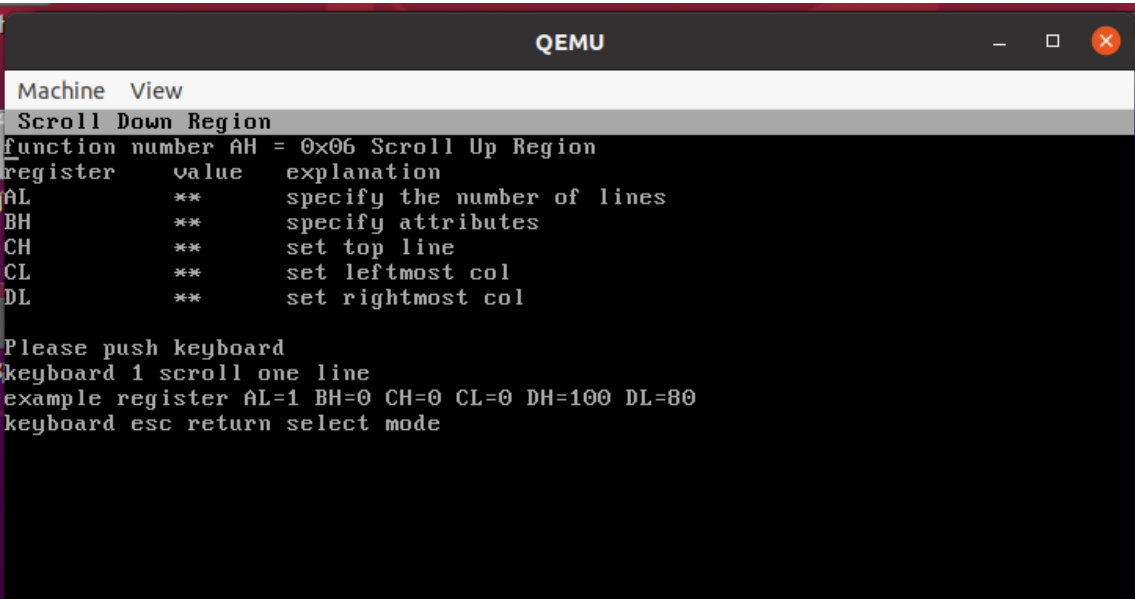 QEMU
Machine View
Scroll Down Region
function number AH = 0x06 Scroll Up Region
register value explanation
AL ** specify the number of lines
BH ** specify attributes
CH ** set top line
CL ** set leftmost col
DL ** set rightmost col
Please push keyboard
keyboard 1 scroll one line
example register AL=1 BH=0 CH=0 CL=0 DH=100 DL=80
keyboard esc return select mode